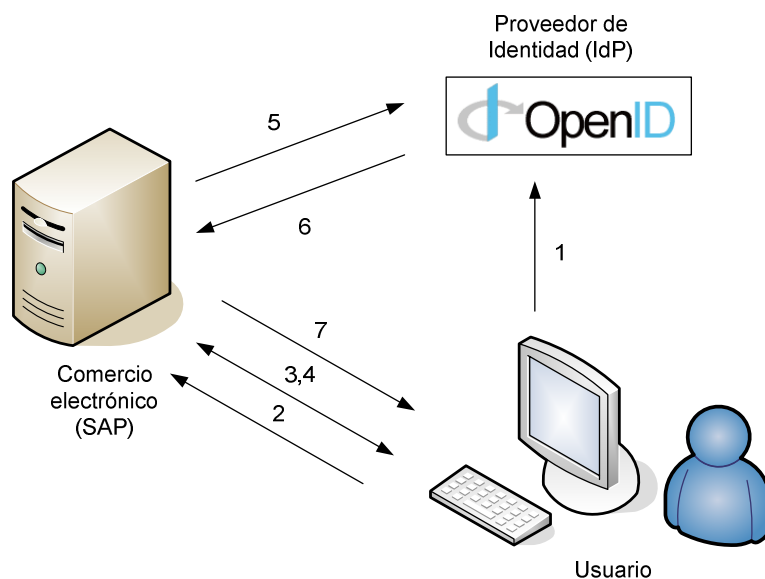 Proveedor de
Identidad (IdP)
OpenID
5
6
1
7
3,4
2
Comercio
electrónico
(SAP)
Usuario